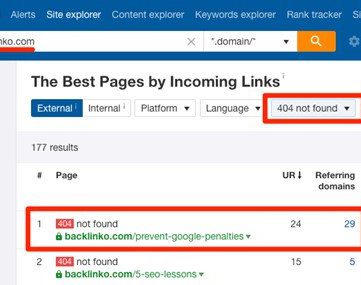 Alerts Site explorer Content explorer Keywords explorer Rank tracker
nko.com × *.domain/*
The Best Pages by Incoming Links i
External Internal i Platform Language 404 not found
177 results
# Page UR↓ Referring domains
1 404 not found 24 29
backlinko.com/prevent-google-penalties
2 404 not found 15 5
backlinko.com/5-seo-lessons